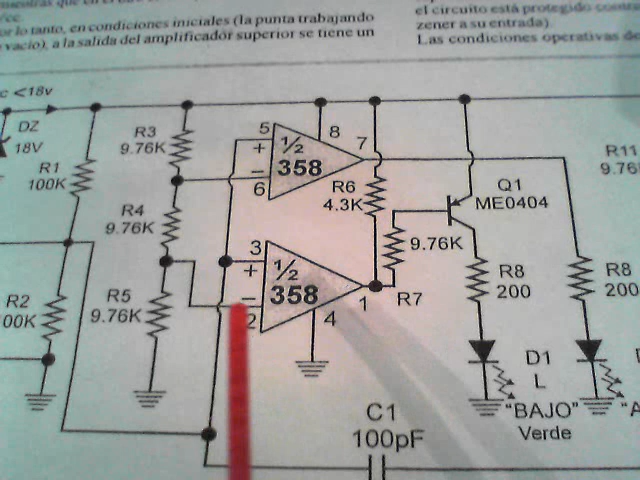 or lo tanto, en condiciones iniciales (la punta trabajando
vacío), a la salida del amplificador superior se tiene un
el circuito está protegido
zener a su entrada).
Las condiciones operativas
<18v
DZ
18V
R1
100K
R2
00K
R3
9.76K
R4
9.76K
R5
9.76K
5
+
−
6
½
358
8
7
R6
4.3K
3
+
−
2
½
358
1
4
9.76K
R7
Q1
ME0404
R8
200
R8
200
R11
9.76
D1
L
"BAJO"
Verde
C1
100pF